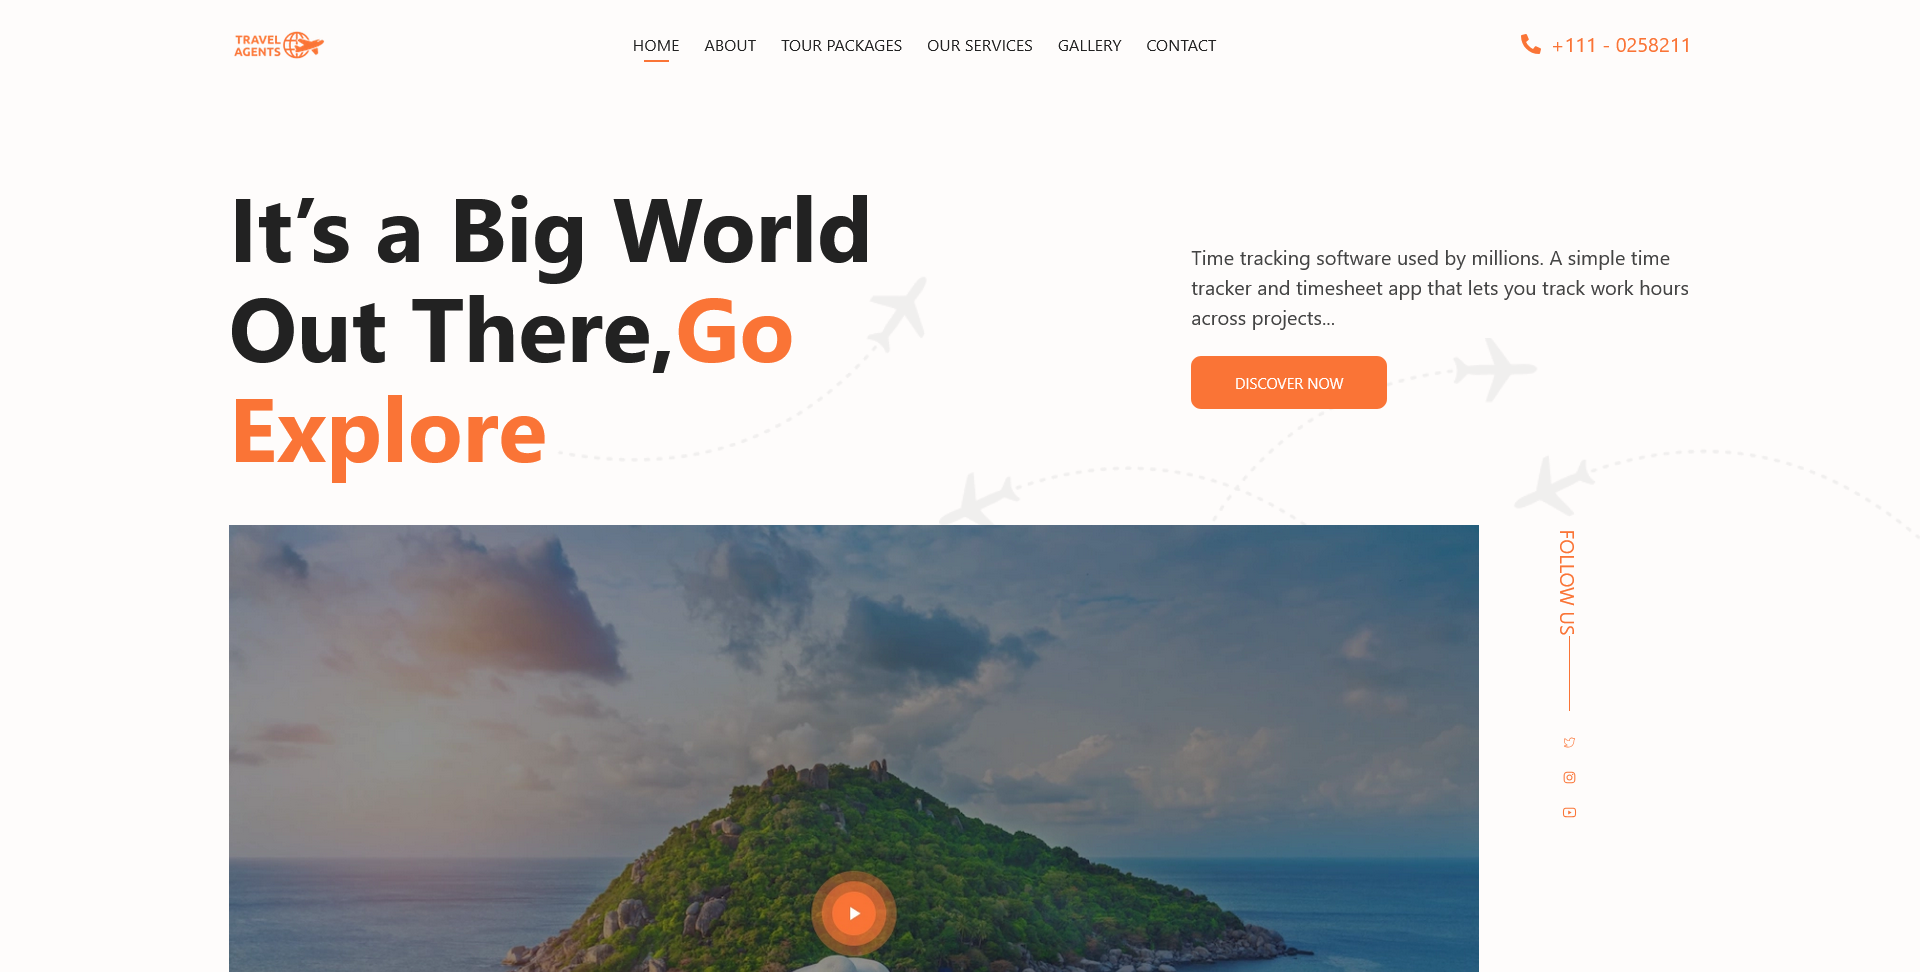 TRAVEL
AGENTS
HOME
ABOUT
TOUR PACKAGES
OUR SERVICES
GALLERY
CONTACT
+111 - 0258211
It’s a Big World
Out There,Go
Explore
Time tracking software used by millions. A simple time
tracker and timesheet app that lets you track work hours
across projects...
DISCOVER NOW
FOLLOW US